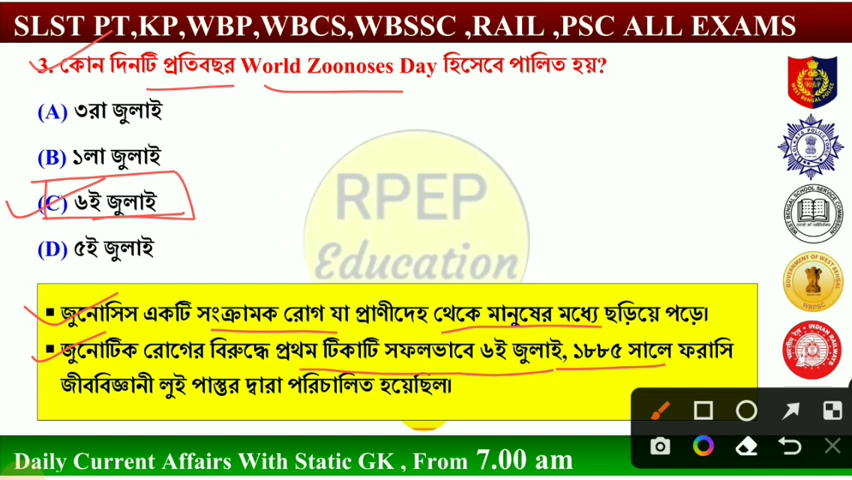 SLST PT,KP,WBP,WBCS,WBSSC ,RAIL ,PSC ALL EXAMS
3. কোন দিনটি প্রতিবছর World Zoonoses Day হিসেবে পালিত হয়?
(A) ৩রা জুলাই
(B) ১লা জুলাই
(C) ৬ই জুলাই
(D) ৫ই জুলাই
RPEP
Education
▪ জুনোসিস একটি সংক্রামক রোগ যা প্রাণীদেহ থেকে মানুষের মধ্যে ছড়িয়ে পড়ে।
▪ জুনোটিক রোগের বিরুদ্ধে প্রথম টিকাটি সফলভাবে ৬ই জুলাই, ১৮৮৫ সালে ফরাসি
জীববিজ্ঞানী লুই পাস্তুর দ্বারা পরিচালিত হয়েছিল।
Daily Current Affairs With Static GK , From 7.00 am